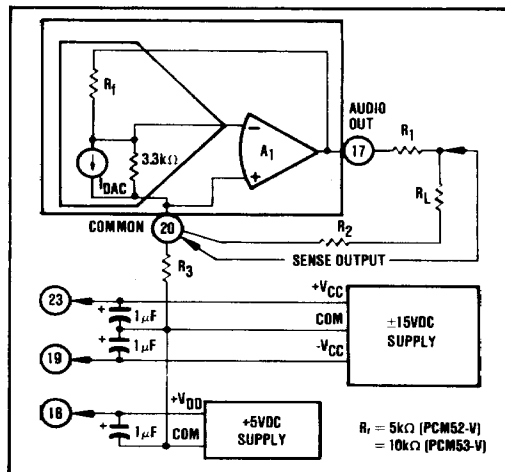 Rf
3.3kΩ
IDAC
A1
−
+
AUDIO
OUT
17
R1
RL
R2
COMMON
20
SENSE OUTPUT
R3
23
+VCC
+
1μF
COM
±15VDC
SUPPLY
+
1μF
19
-VCC
18
+VDD
+
1μF
COM
+5VDC
SUPPLY
Rf = 5kΩ (PCM52-V)
= 10kΩ (PCM53-V)